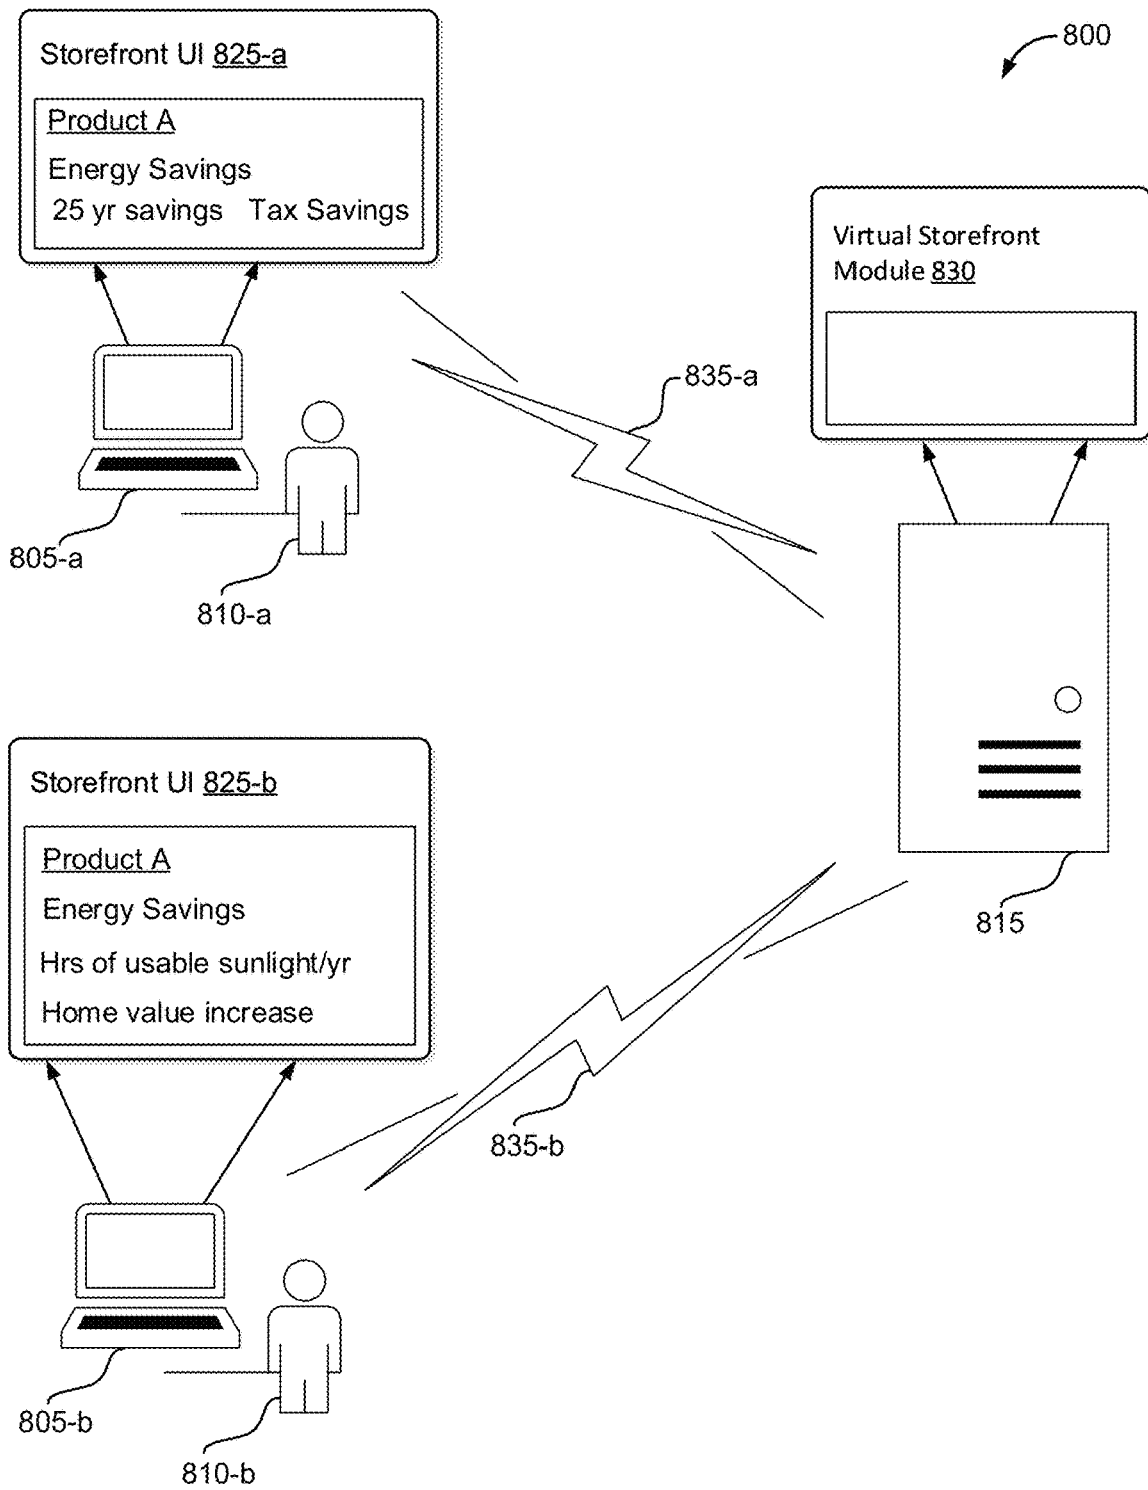 800
Storefront UI 825-a
Product A
Energy Savings
25 yr savings Tax Savings
Virtual Storefront
Module 830
835-a
805-a
810-a
Storefront UI 825-b
Product A
Energy Savings
Hrs of usable sunlight/yr
Home value increase
815
835-b
805-b
810-b